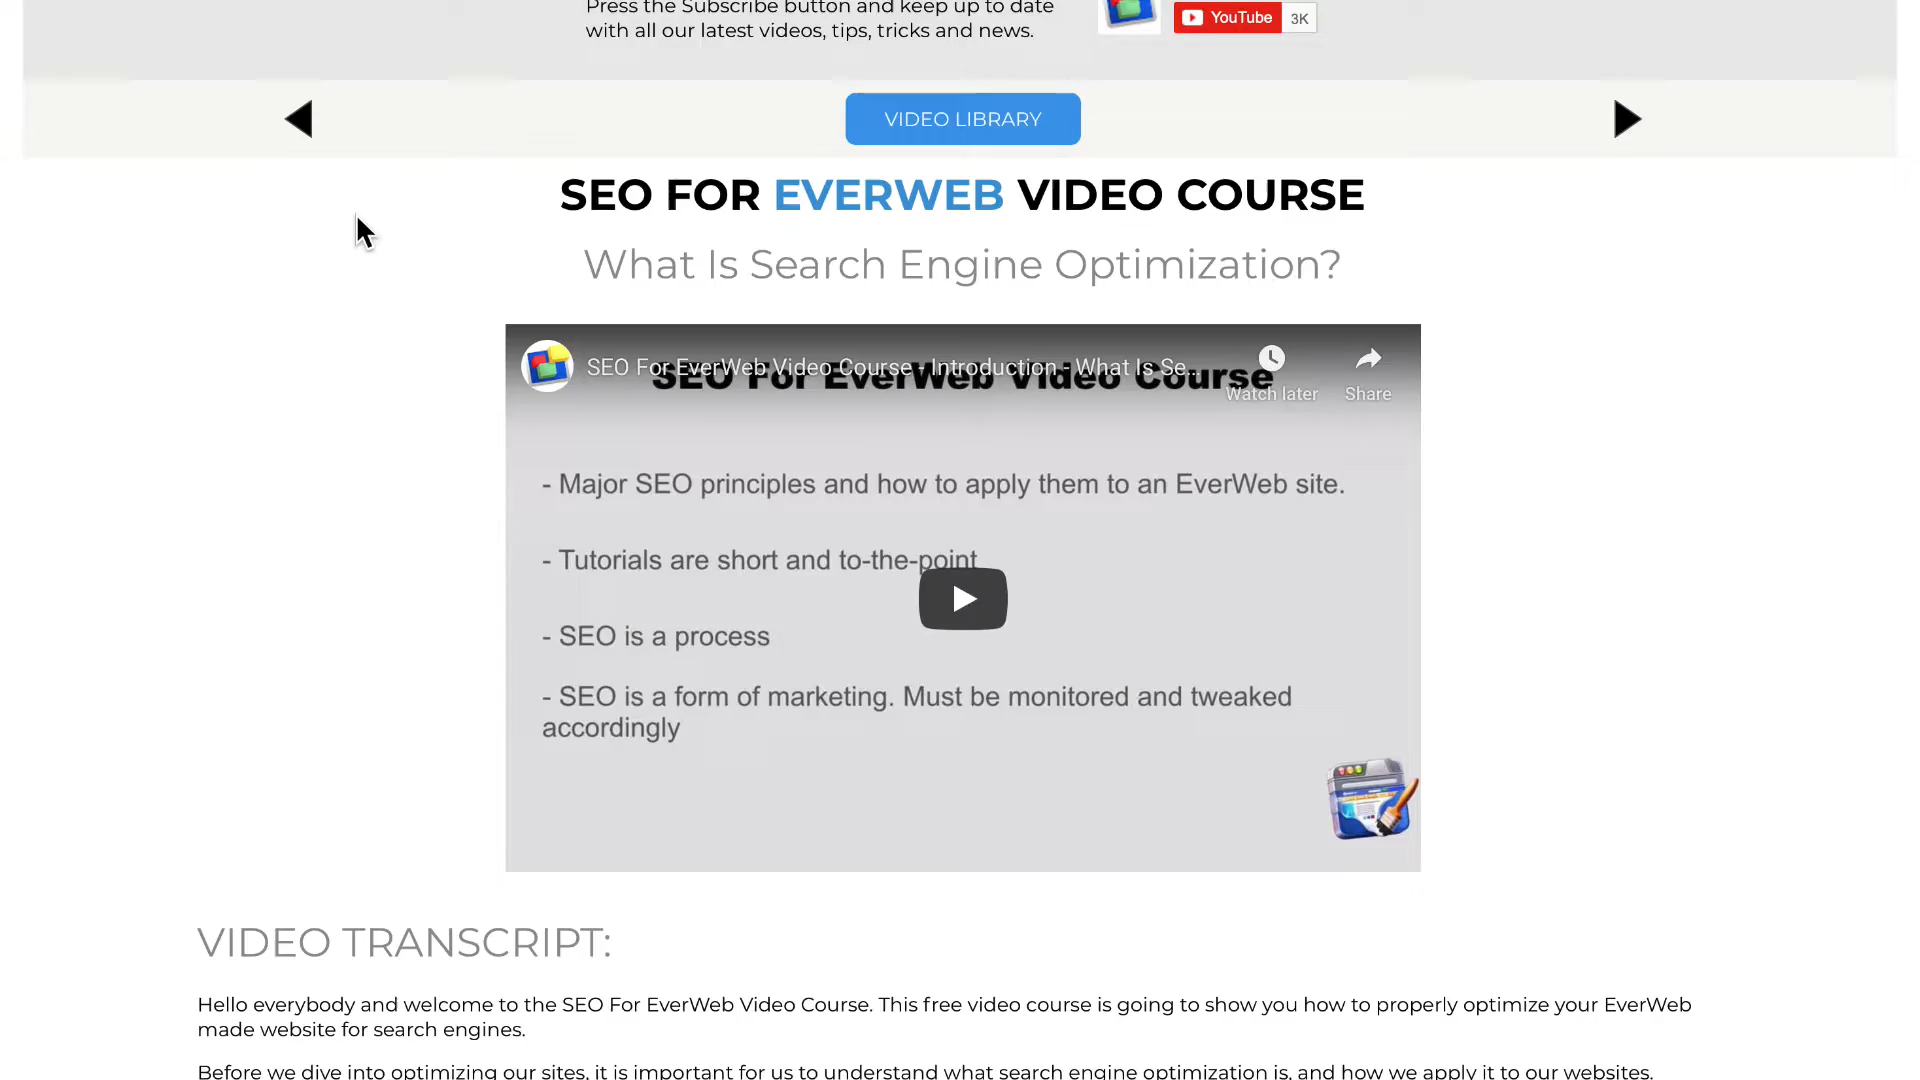 Press the Subscribe button and keep up to date
with all our latest videos, tips, tricks and news.
YouTube 3K
VIDEO LIBRARY
SEO FOR EVERWEB VIDEO COURSE
What Is Search Engine Optimization?
SEO For EverWeb Video Course - Introduction - What Is Se...
SEO For EverWeb Video Course
Watch later
Share
- Major SEO principles and how to apply them to an EverWeb site.
- Tutorials are short and to-the-point
- SEO is a process
- SEO is a form of marketing. Must be monitored and tweaked
accordingly
VIDEO TRANSCRIPT:
Hello everybody and welcome to the SEO For EverWeb Video Course. This free video course is going to show you how to properly optimize your EverWeb
made website for search engines.
Before we dive into optimizing our sites, it is important for us to understand what search engine optimization is, and how we apply it to our websites.